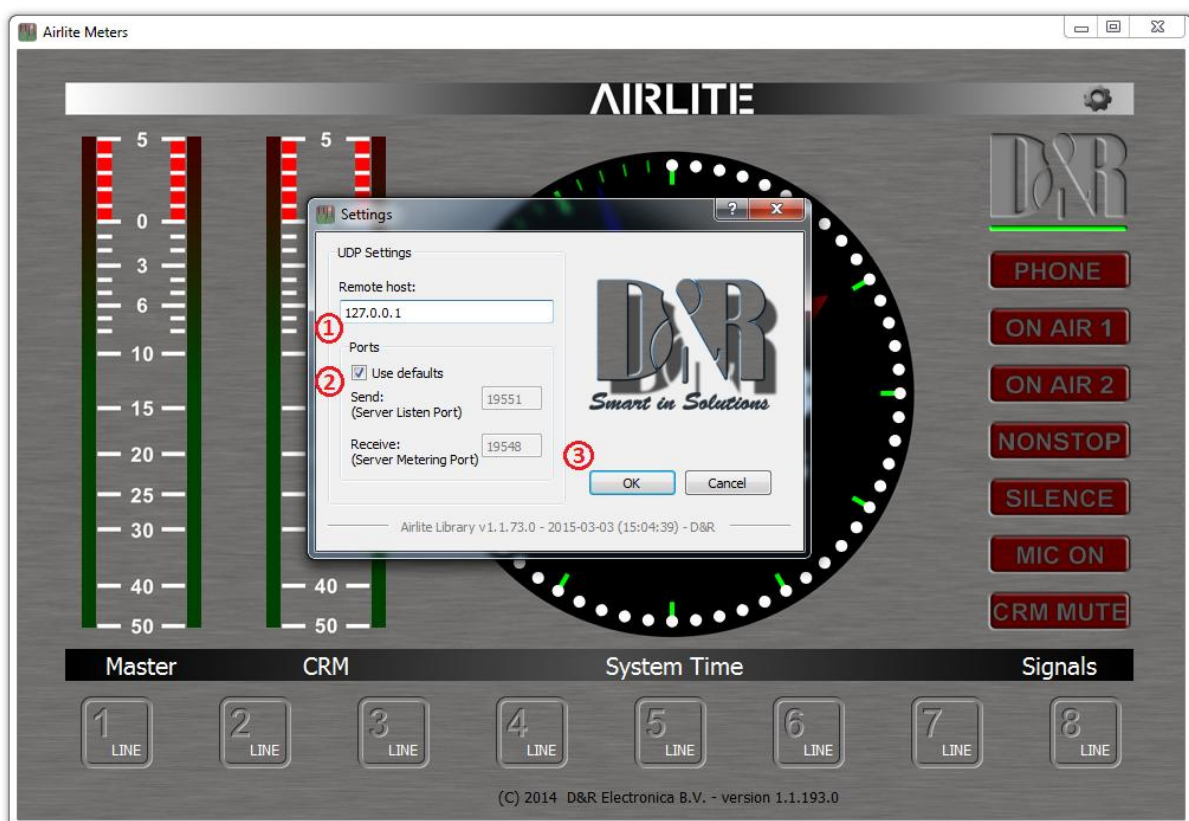 Airlite Meters
AIRLITE
5
5
0
3
6
10
15
20
25
30
40
50
40
50
D&R
PHONE
ON AIR 1
ON AIR 2
NONSTOP
SILENCE
MIC ON
CRM MUTE
Settings
?
UDP Settings
Remote host:
127.0.0.1
1
Ports
2
Use defaults
Send:
(Server Listen Port)
19551
Receive:
(Server Metering Port)
19548
D&R
Smart in Solutions
3
OK
Cancel
Airlite Library v1.1.73.0 - 2015-03-03 (15:04:39) - D&R
Master
CRM
System Time
Signals
1 LINE
2 LINE
3 LINE
4 LINE
5 LINE
6 LINE
7 LINE
8 LINE
(C) 2014 D&R Electronica B.V. - version 1.1.193.0